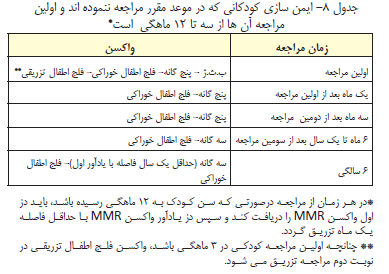 جدول ۸- ایمن سازی کودکانی که در موعد مقرر مراجعه ننموده اند و اولین
مراجعه آن ها از سه تا ۱۲ ماهگی است*
زمان مراجعه
واکسن
اولین مراجعه
ب.ث.ژ – پنج گانه- فلج اطفال خوراکی– فلج اطفال تزریقی**
یک ماه بعد از اولین مراجعه
پنج گانه- فلج اطفال خوراکی
سه ماه بعد از دومین مراجعه
پنج گانه- فلج اطفال خوراکی
۶ ماه تا یک سال بعد از سومین مراجعه
سه گانه- فلج اطفال خوراکی
۶ سالگی
سه گانه (حداقل یک سال فاصله با یادآور اول)– فلج اطفال
خوراکی
*در هر زمان از مراجعه درصورتی که سن کودک به ۱۲ ماهگی رسیده باشد، باید دز
اول واکسن MMR را دریافت کند و سپس دز یادآور واکسن MMR با حداقل فاصله
یک ماه تزریق گردد.
** چنانچه اولین مراجعه کودکی در ۳ ماهگی باشد، واکسن فلج اطفال تزریقی در
نوبت دوم مراجعه تزریق می شود.